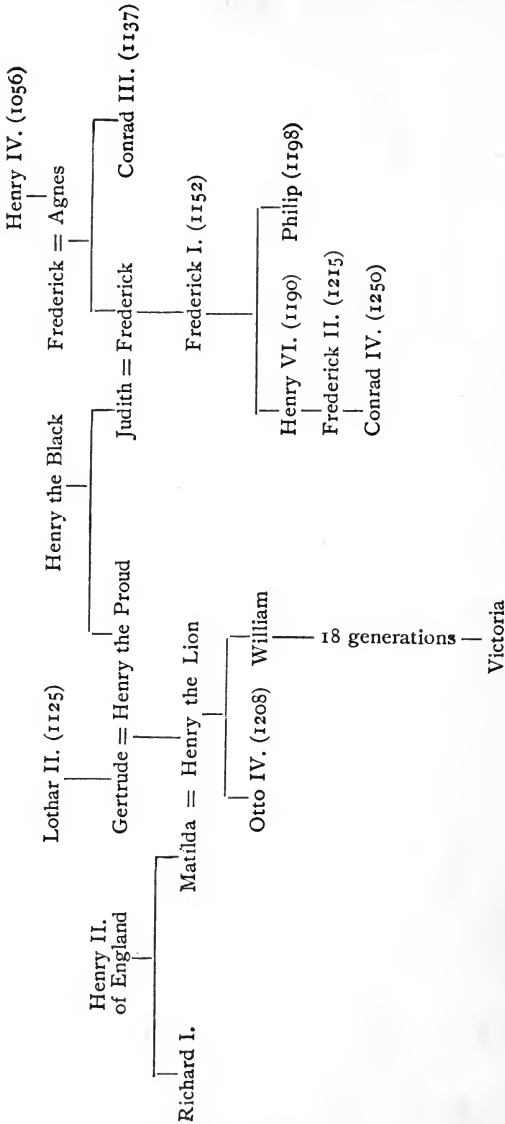 Henry IV. (1056)
Lothar II. (1125)
Henry the Black
Frederick = Agnes
Henry II.
of England
Gertrude = Henry the Proud
Judith = Frederick
Conrad III. (1137)
Richard I.
Matilda = Henry the Lion
Frederick I. (1152)
Otto IV. (1208)
William
Henry VI. (1190)
Philip (1198)
18 generations
Frederick II. (1215)
Victoria
Conrad IV. (1250)